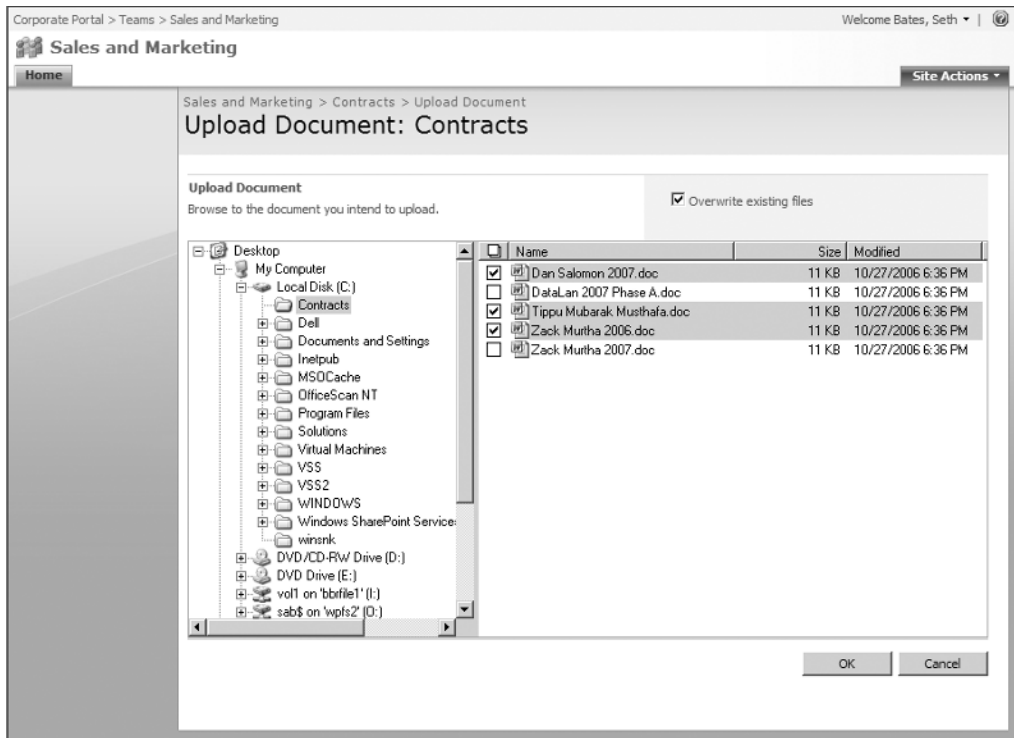 Corporate Portal > Teams > Sales and Marketing
Welcome Bates, Seth
Sales and Marketing
Home
Site Actions
Sales and Marketing > Contracts > Upload Document
Upload Document: Contracts
Upload Document
Browse to the document you intend to upload.
Overwrite existing files
Desktop
My Computer
Local Disk (C:)
Contracts
Dell
Documents and Settings
Inetpub
MSOCache
OfficeScan NT
Program Files
Solutions
Virtual Machines
VSS
VSS2
WINDOWS
Windows SharePoint Service
winsnk
DVD/CD-RW Drive (D:)
DVD Drive (E:)
vol1 on 'bbrfile1' (I:)
sab$ on 'wpfs2' (O:)
Name Size Modified
Dan Salomon 2007.doc 11 KB 10/27/2006 6:36 PM
DataLan 2007 Phase A.doc 11 KB 10/27/2006 6:36 PM
Tippu Mubarak Musthafa.doc 11 KB 10/27/2006 6:36 PM
Zack Murtha 2006.doc 11 KB 10/27/2006 6:36 PM
Zack Murtha 2007.doc 11 KB 10/27/2006 6:36 PM
OK Cancel